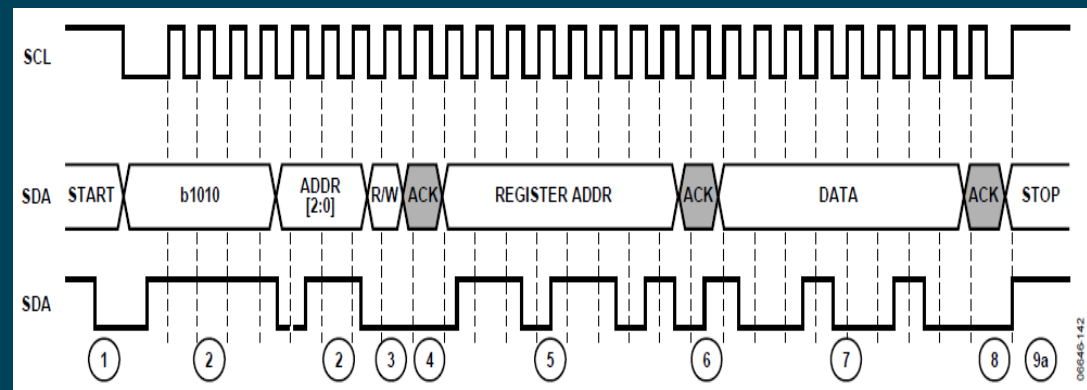 SCL
SDA START b1010 ADDR [2:0] R/W ACK REGISTER ADDR ACK DATA ACK STOP
SDA
1 2 2 3 4 5 6 7 8 9a
06646-142